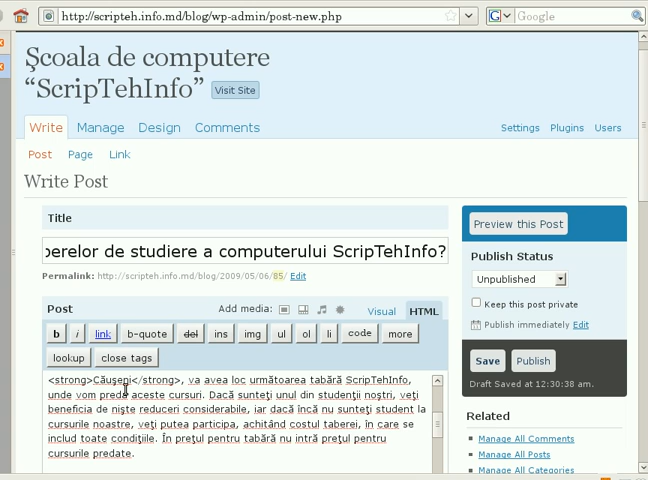 http://scripteh.info.md/blog/wp-admin/post-new.php
Google
Şcoala de computere
“ScripTehInfo”
Visit Site
Write Manage Design Comments
Settings Plugins Users
Post Page Link
Write Post
Title
perelor de studiere a computerului ScripTehInfo?
Permalink: http://scripteh.info.md/blog/2009/05/06/85/ Edit
Post
Add media:
Visual HTML
b i link b-quote del ins img ul ol li code more
lookup close tags
<strong>Căuşeni</strong>, va avea loc următoarea tabără ScripTehInfo,
unde vom preda aceste cursuri. Dacă sunteţi unul din studenţii noştri, veţi
beneficia de nişte reduceri considerabile, iar dacă încă nu sunteţi student la
cursurile noastre, veţi putea participa, achitând costul taberei, în care se
includ toate condiţiile. În preţul pentru tabără nu intră preţul pentru
cursurile predate.
Preview this Post
Publish Status
Unpublished
Keep this post private
Publish immediately Edit
Save Publish
Draft Saved at 12:30:38 am.
Related
Manage All Comments
Manage All Posts
Manage All Categories